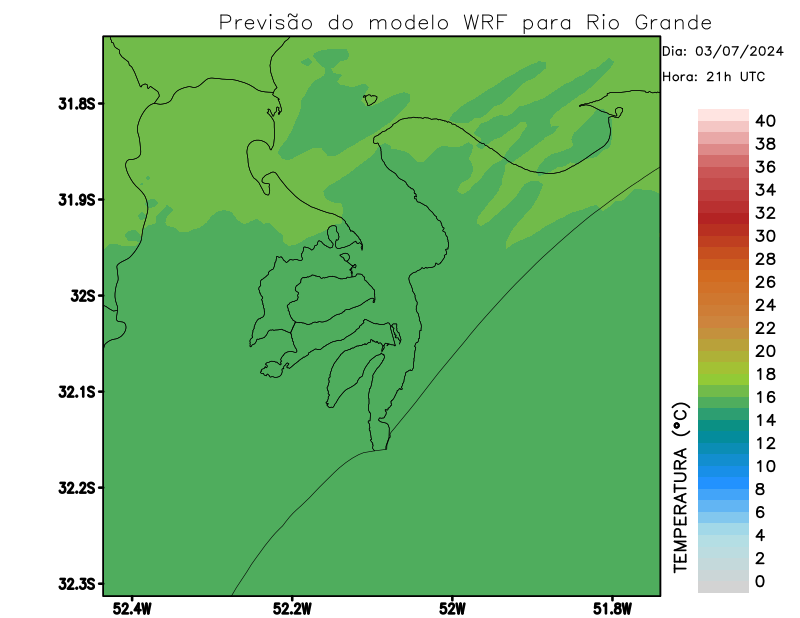 Previsão do modelo WRF para Rio Grande
Dia: 03/07/2024
Hora: 21h UTC
31.8S
31.9S
32S
32.1S
32.2S
32.3S
52.4W
52.2W
52W
51.8W
TEMPERATURA (°C)
40
38
36
34
32
30
28
26
24
22
20
18
16
14
12
10
8
6
4
2
0